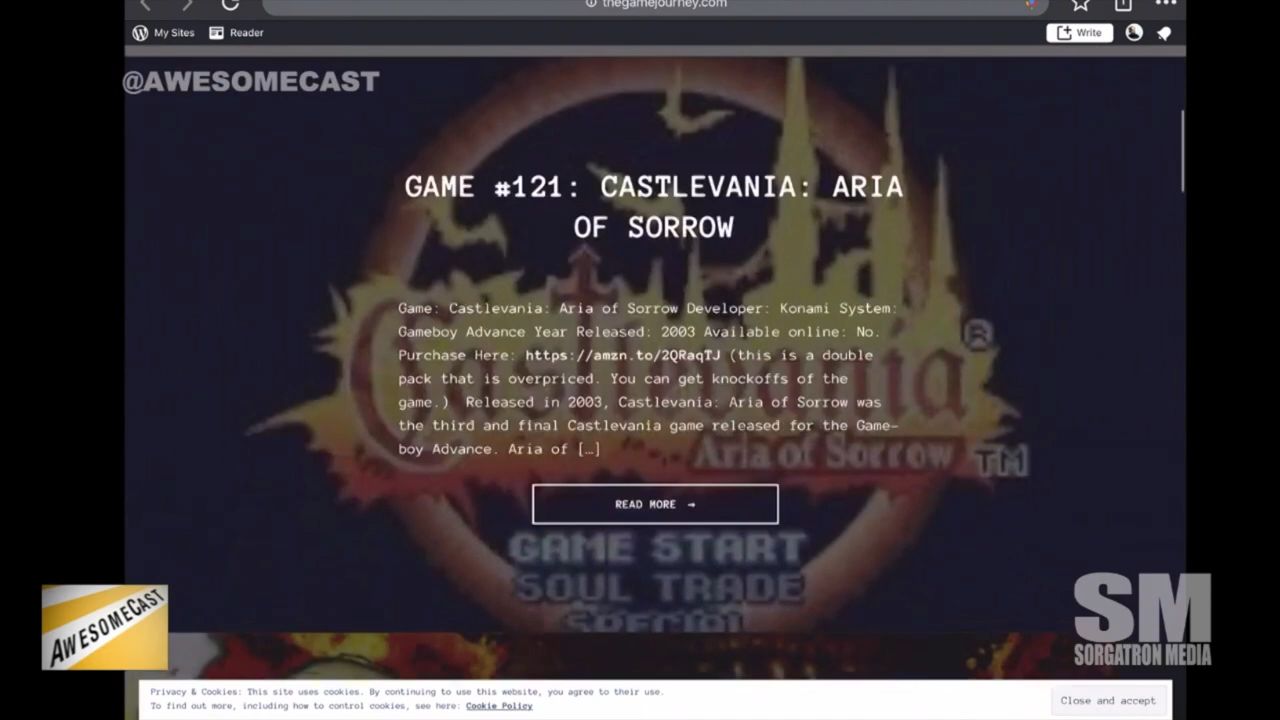 thegamejourney.com
My Sites
Reader
Write
@AWESOMECAST
GAME #121: CASTLEVANIA: ARIA
OF SORROW
Game: Castlevania: Aria of Sorrow Developer: Konami System:
Gameboy Advance Year Released: 2003 Available online: No.
Purchase Here: https://amzn.to/2QRaqTJ (this is a double
pack that is overpriced. You can get knockoffs of the
game.) Released in 2003, Castlevania: Aria of Sorrow was
the third and final Castlevania game released for the Game-
boy Advance. Aria of […]
Castlevania ®
Aria of Sorrow TM
READ MORE →
GAME START
SOUL TRADE
SPECIAL
AWESOMECAST
SM
SORGATRON MEDIA
Privacy & Cookies: This site uses cookies. By continuing to use this website, you agree to their use.
To find out more, including how to control cookies, see here: Cookie Policy
Close and accept